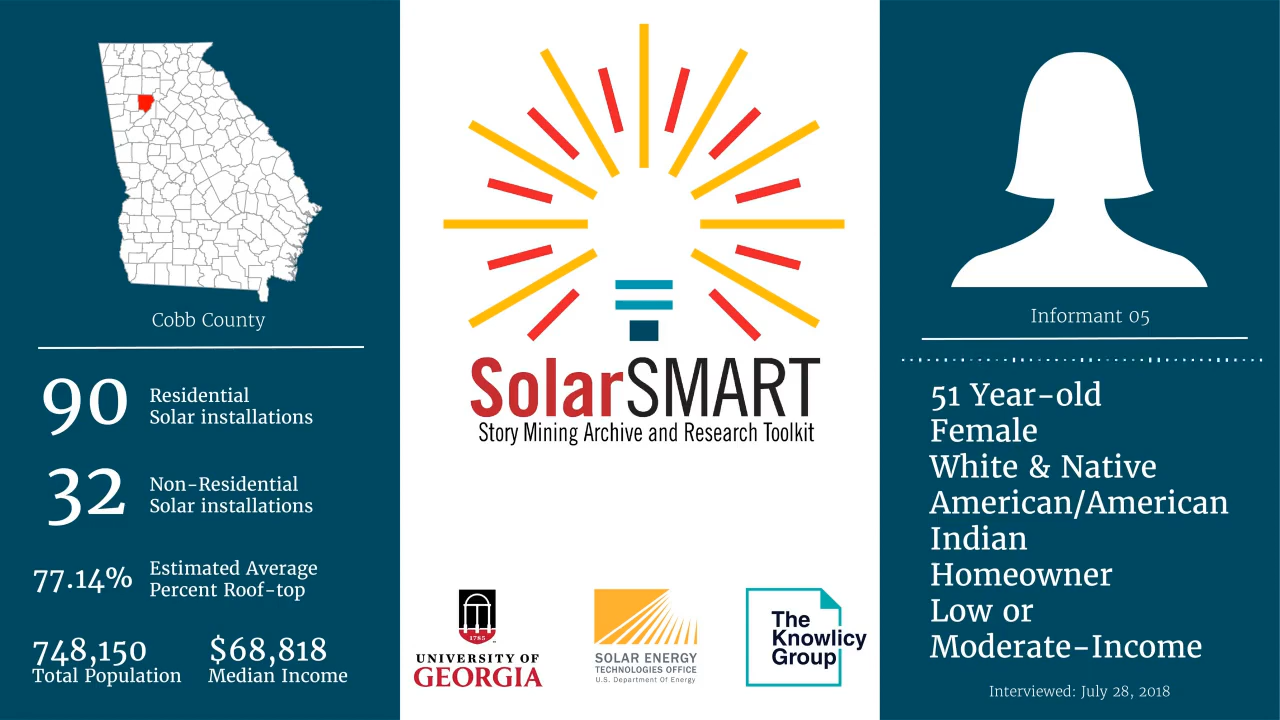 Cobb County
90
Residential
Solar installations
32
Non-Residential
Solar installations
77.14%
Estimated Average
Percent Roof-top
748,150
Total Population
$68,818
Median Income
SolarSMART
Story Mining Archive and Research Toolkit
1785
UNIVERSITY OF
GEORGIA
SOLAR ENERGY
TECHNOLOGIES OFFICE
U.S. Department Of Energy
The
Knowlicy
Group
Informant 05
51 Year-old
Female
White & Native
American/American
Indian
Homeowner
Low or
Moderate-Income
Interviewed: July 28, 2018